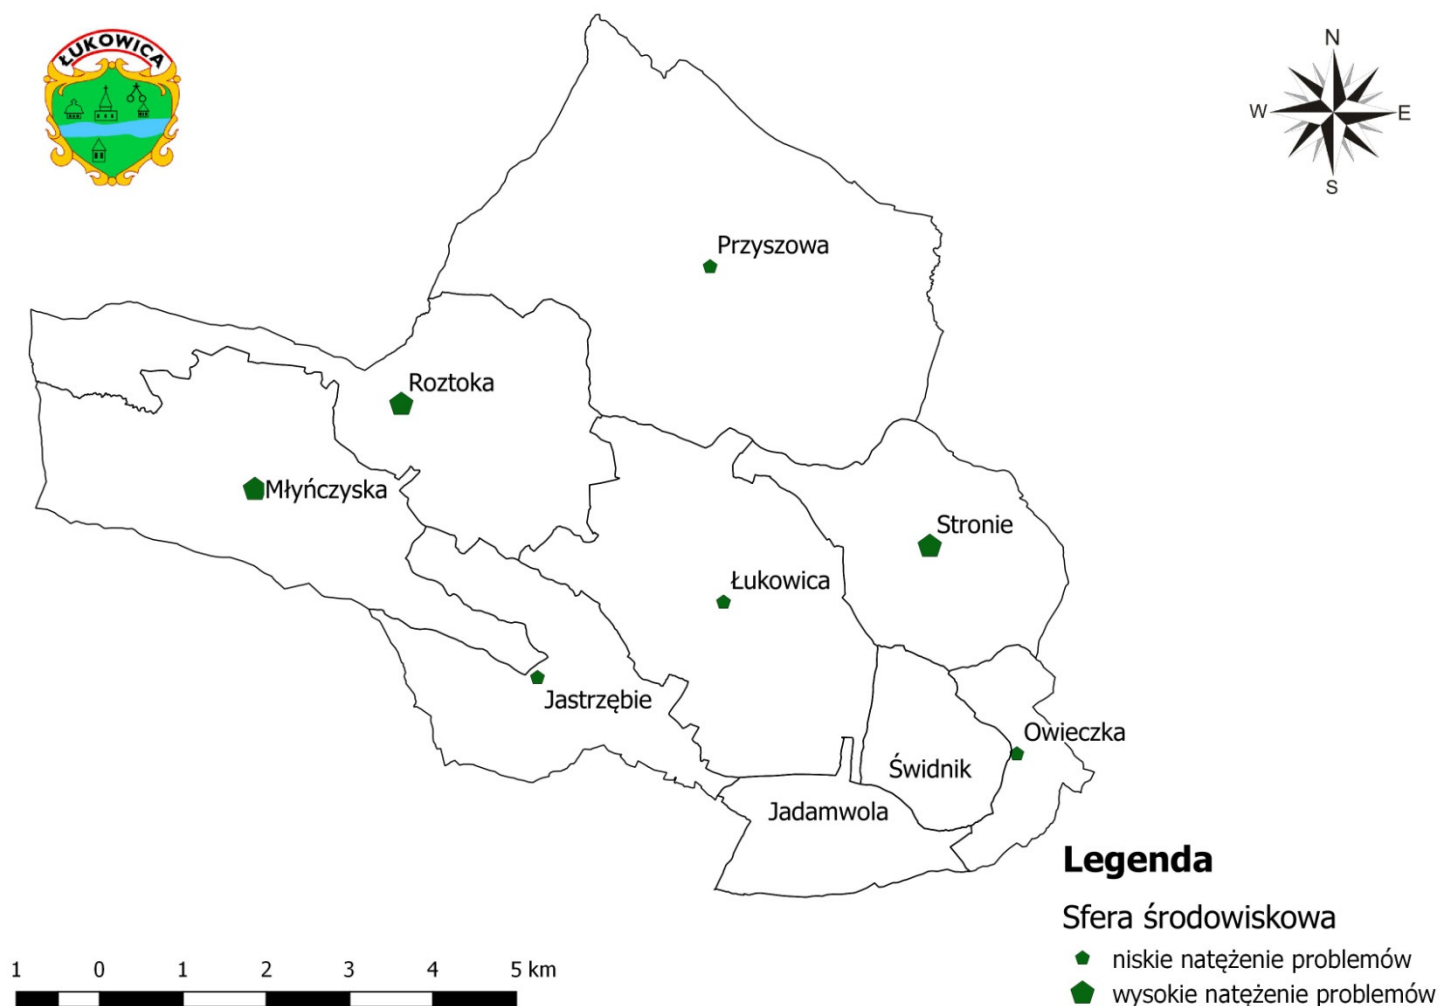 ŁUKOWICA
N
W
E
S
Przyszowa
Roztoka
Młyńczyska
Stronie
Łukowica
Jastrzębie
Owieczka
Świdnik
Jadamwola
Legenda
Sfera środowiskowa
niskie natężenie problemów
wysokie natężenie problemów
1 0 1 2 3 4 5 km